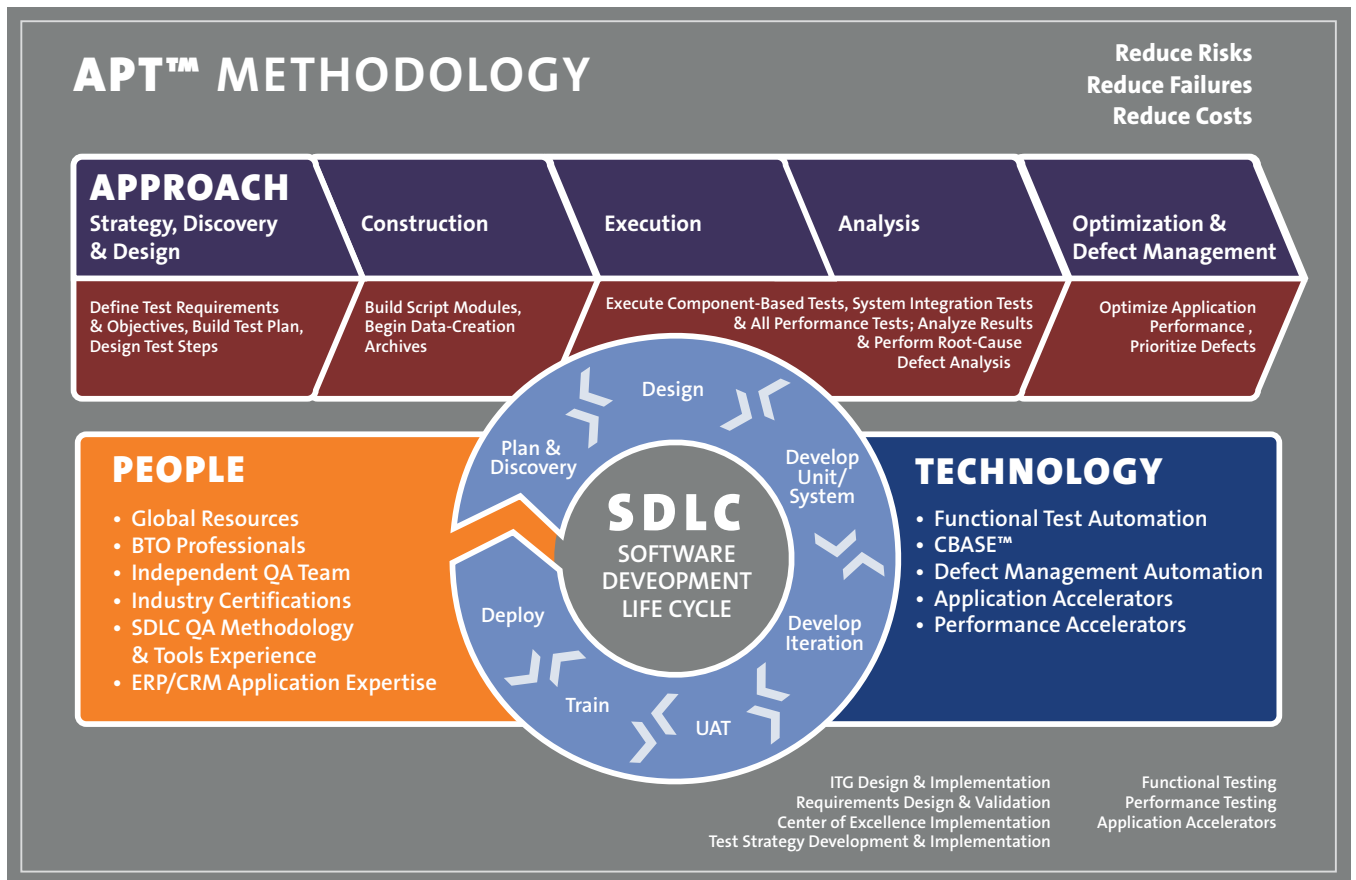 APT™ METHODOLOGY
Reduce Risks
Reduce Failures
Reduce Costs
APPROACH
Strategy, Discovery
& Design
Construction
Execution
Analysis
Optimization &
Defect Management
Define Test Requirements
& Objectives, Build Test Plan,
Design Test Steps
Build Script Modules,
Begin Data-Creation
Archives
Execute Component-Based Tests, System Integration Tests
& All Performance Tests; Analyze Results
& Perform Root-Cause
Defect Analysis
Optimize Application
Performance ,
Prioritize Defects
PEOPLE
• Global Resources
• BTO Professionals
• Independent QA Team
• Industry Certifications
• SDLC QA Methodology
& Tools Experience
• ERP/CRM Application Expertise
Plan &
Discovery
Design
Develop
Unit/
System
Develop
Iteration
UAT
Train
Deploy
SDLC
SOFTWARE
DEVEOPMENT
LIFE CYCLE
TECHNOLOGY
• Functional Test Automation
• CBASE™
• Defect Management Automation
• Application Accelerators
• Performance Accelerators
ITG Design & Implementation
Requirements Design & Validation
Center of Excellence Implementation
Test Strategy Development & Implementation
Functional Testing
Performance Testing
Application Accelerators